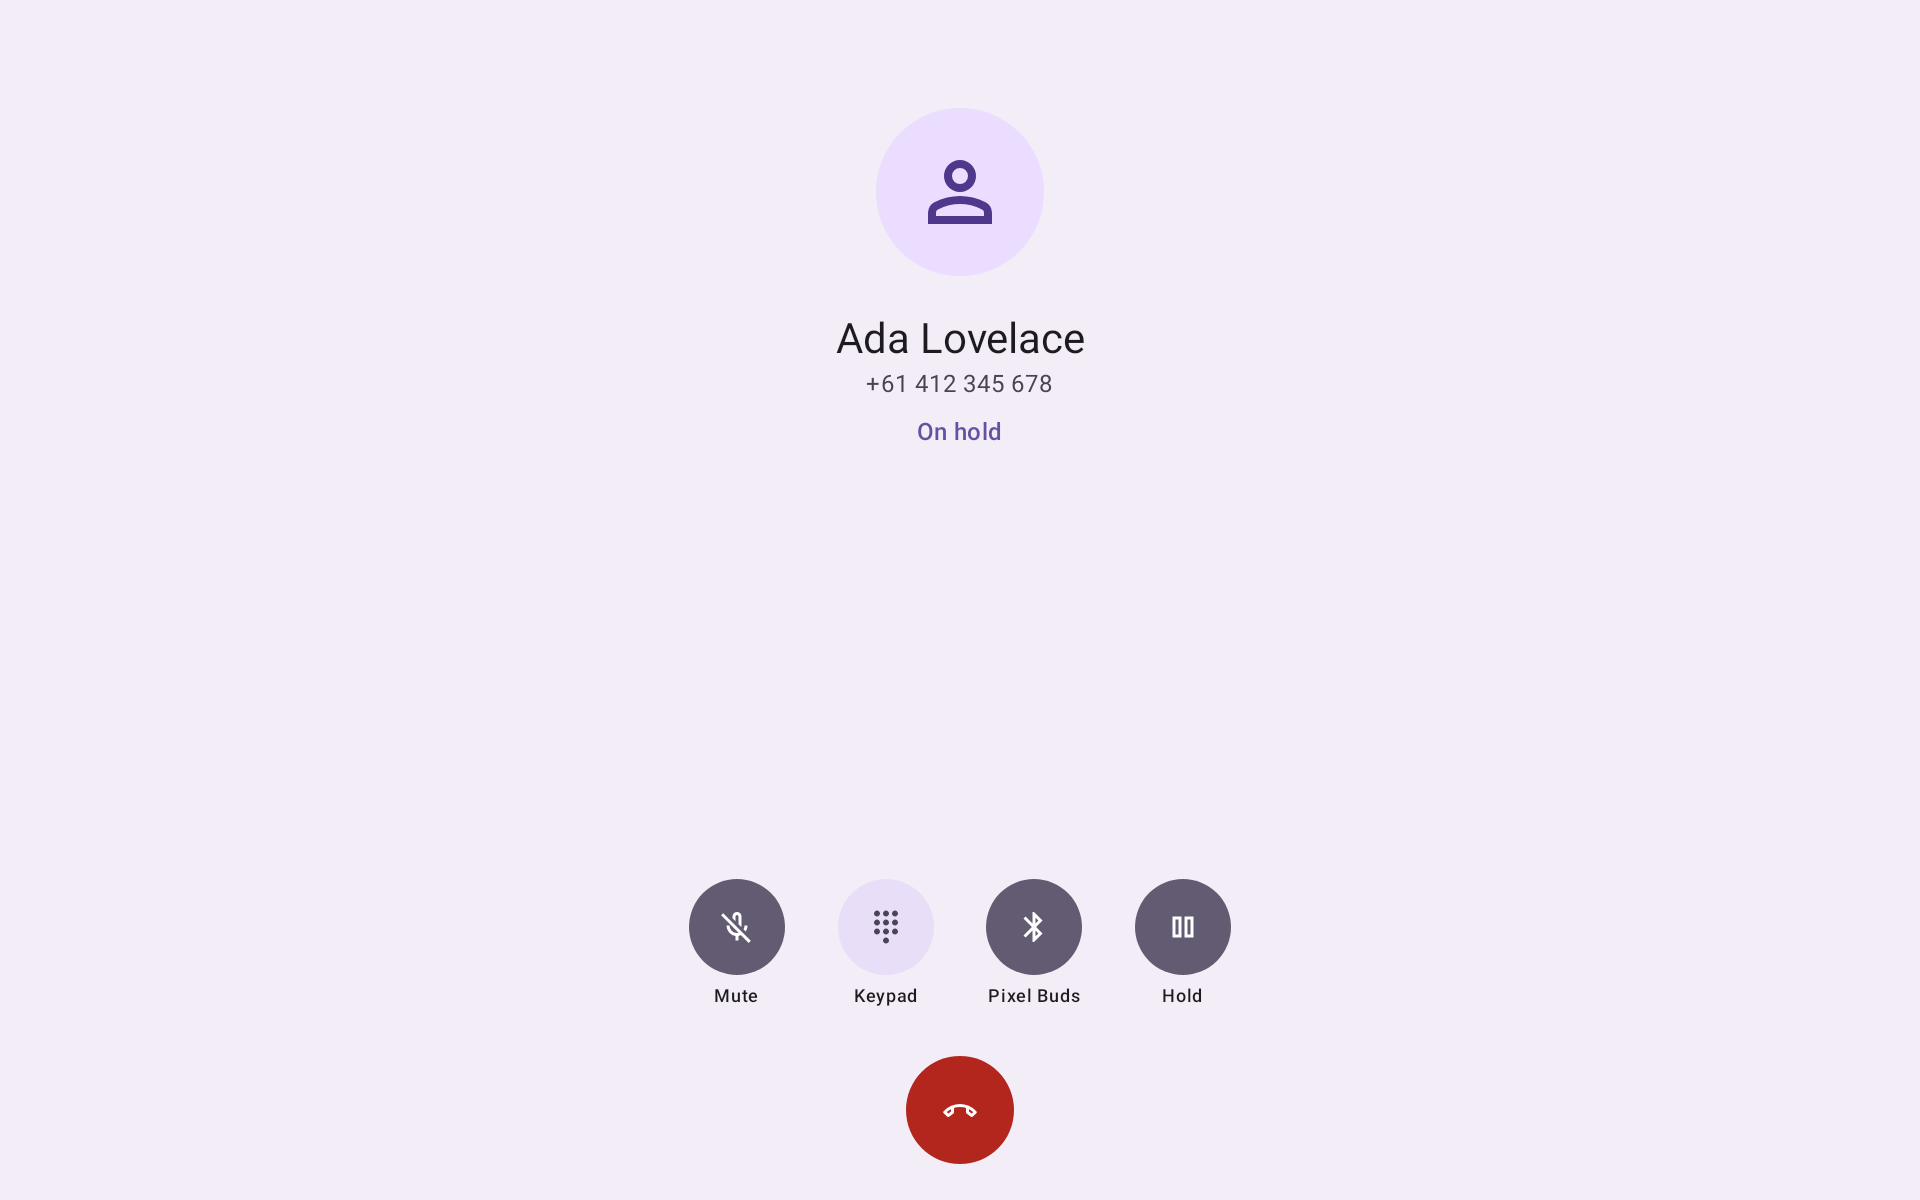 Ada Lovelace
+61 412 345 678
On hold
Mute
Keypad
Pixel Buds
Hold